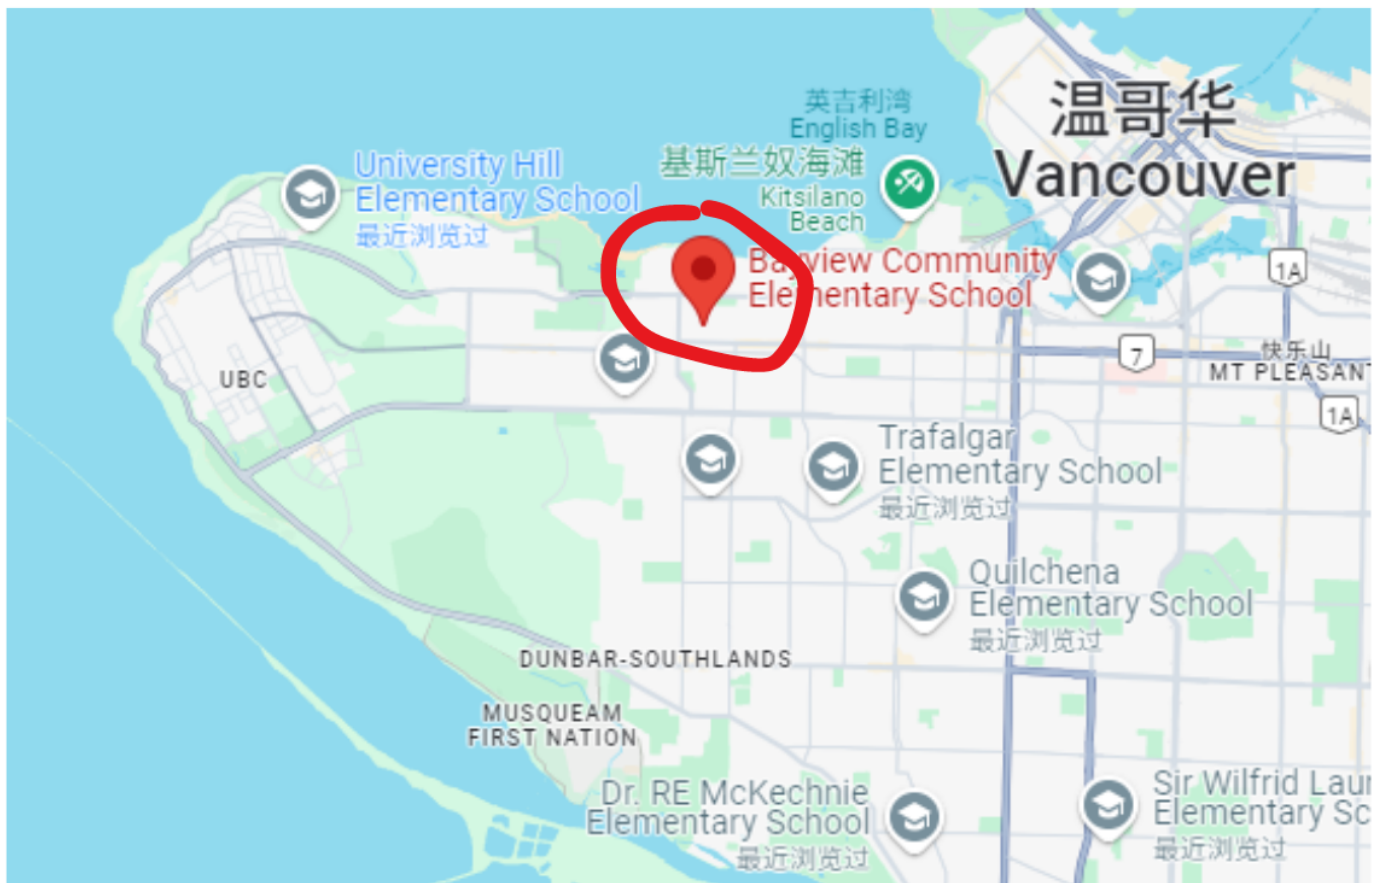 英吉利湾
English Bay
温哥华
Vancouver
University Hill
Elementary School
最近浏览过
基斯兰奴海滩
Kitsilano
Beach
Bayview Community
Elementary School
1A
7
快乐山
MT PLEASANT
UBC
1A
Trafalgar
Elementary School
最近浏览过
Quilchena
Elementary School
最近浏览过
DUNBAR-SOUTHLANDS
MUSQUEAM
FIRST NATION
Dr. RE McKechnie
Elementary School
最近浏览过
Sir Wilfrid Laur
Elementary Sc
最近浏览过